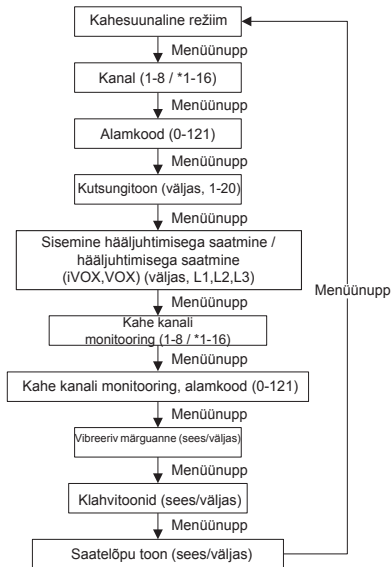 Kahesuunaline režiim
Menüünupp
Kanal (1-8 / *1-16)
Menüünupp
Alamkood (0-121)
Menüünupp
Kutsungitoon (väljas, 1-20)
Menüünupp
Sisemine hääljuhtimisega saatmine /
hääljuhtimisega saatmine
(iVOX,VOX) (väljas, L1,L2,L3)
Menüünupp
Menüünupp
Kahe kanali
monitooring (1-8 / *1-16)
Menüünupp
Kahe kanali monitooring, alamkood (0-121)
Menüünupp
Vibreeriv märguanne (sees/väljas)
Menüünupp
Klahvitoonid (sees/väljas)
Menüünupp
Saatelõpu toon (sees/väljas)